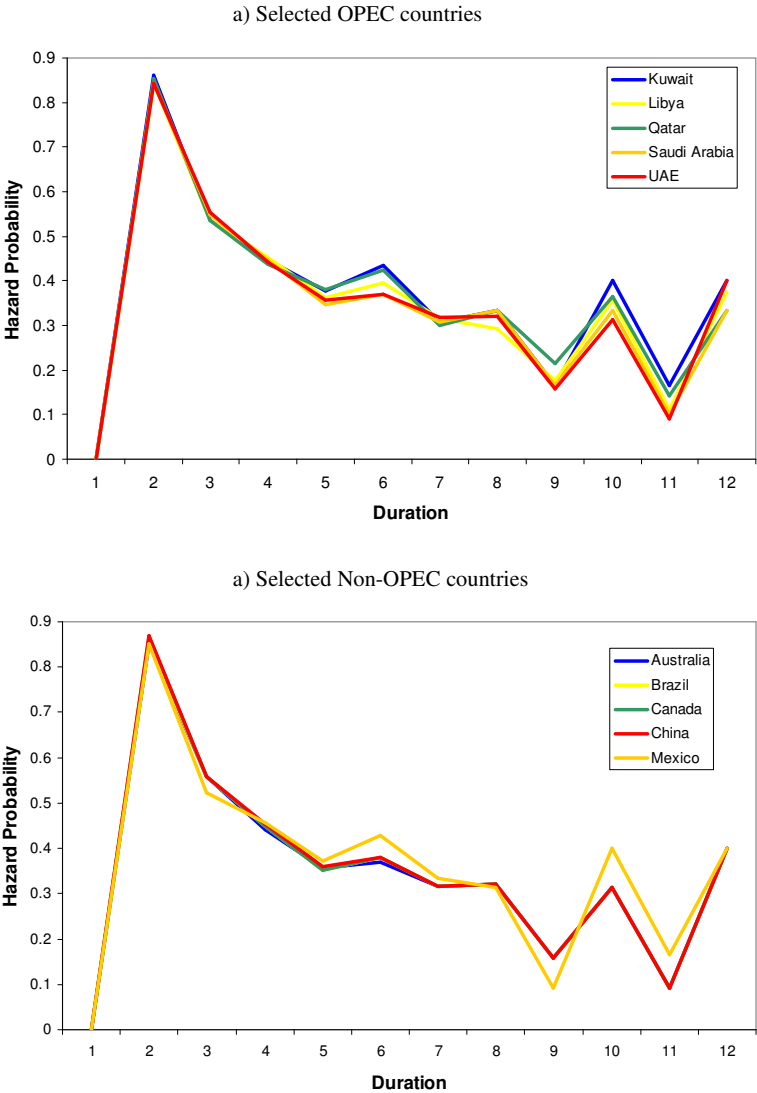 a) Selected OPEC countries
0.9
0.8
0.7
0.6
0.5
0.4
0.3
0.2
0.1
0
Hazard Probability
Kuwait
Libya
Qatar
Saudi Arabia
UAE
1 2 3 4 5 6 7 8 9 10 11 12
Duration
a) Selected Non-OPEC countries
0.9
0.8
0.7
0.6
0.5
0.4
0.3
0.2
0.1
0
Hazard Probability
Australia
Brazil
Canada
China
Mexico
1 2 3 4 5 6 7 8 9 10 11 12
Duration